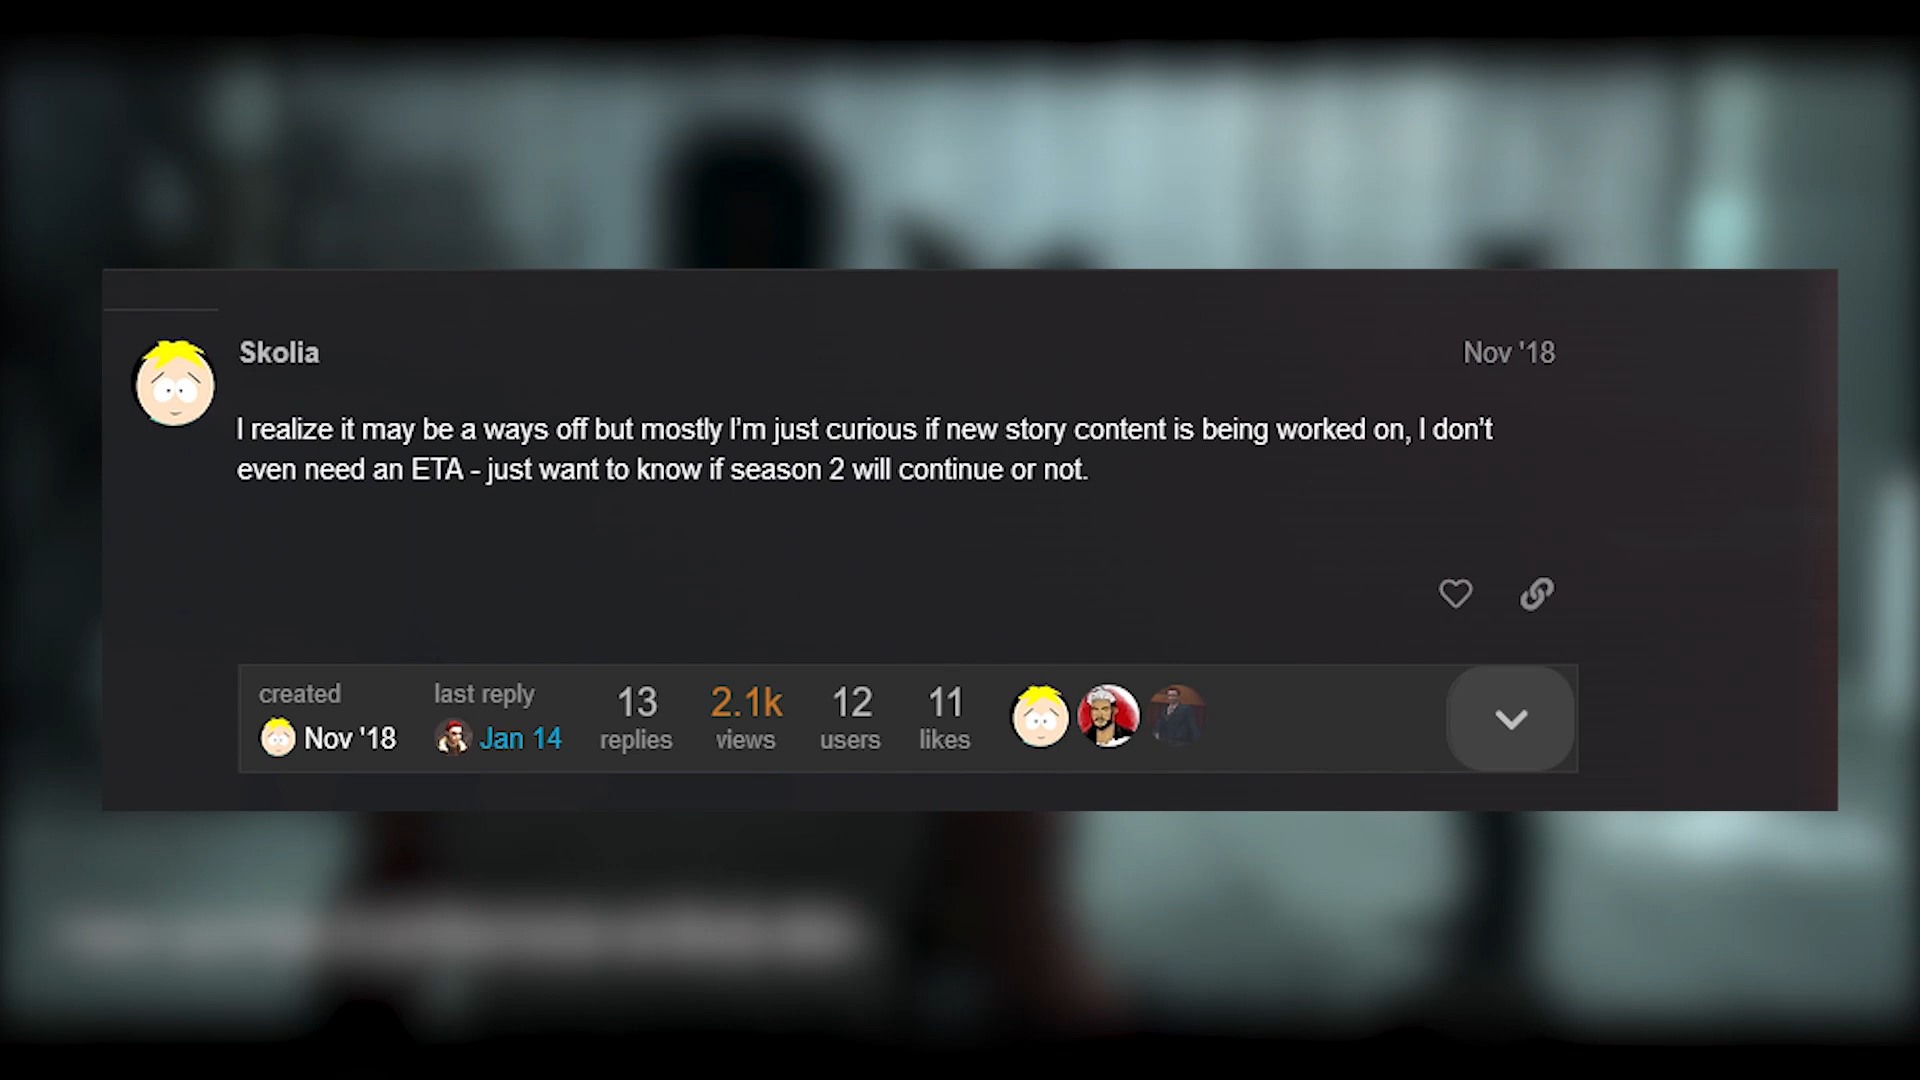 Skolia
Nov '18
I realize it may be a ways off but mostly I'm just curious if new story content is being worked on, I don't
even need an ETA - just want to know if season 2 will continue or not.
created
last reply
13
2.1k
12
11
Nov '18
Jan 14
replies
views
users
likes